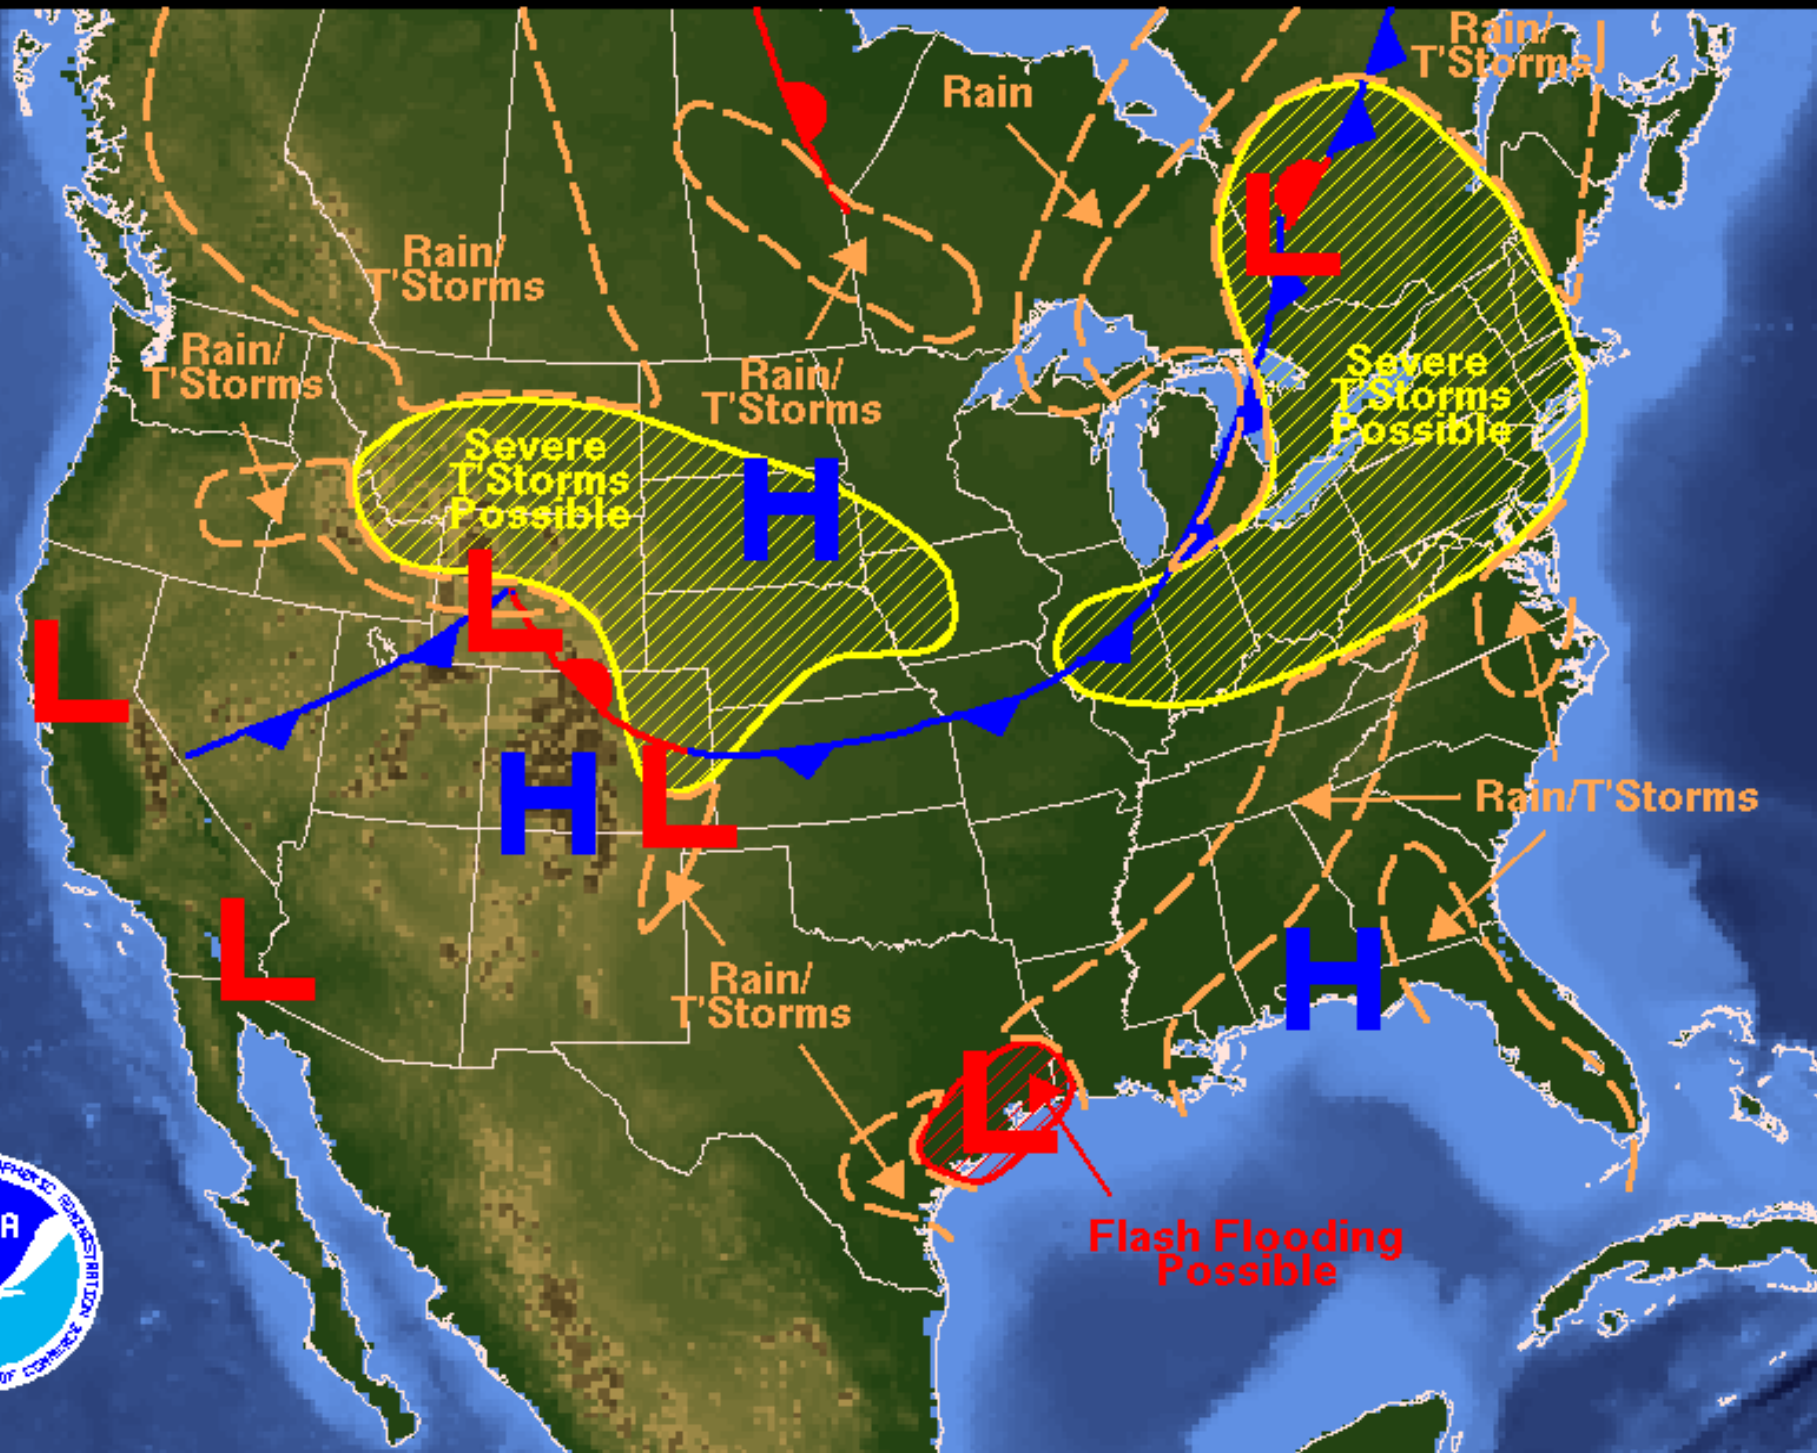 Rain/
T'Storms
Rain
Rain/
T'Storms
Rain/
T'Storms
Rain/
T'Storms
Severe
T'Storms
Possible
Severe
T'Storms
Possible
H
L
L
L
H
L
Rain/T'Storms
L
H
Rain/
T'Storms
L
Flash Flooding
Possible
A